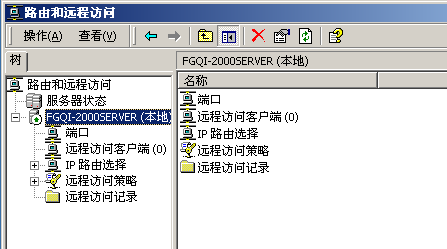 路由和远程访问
操作(A) 查看(V)
树
路由和远程访问
服务器状态
FGQI-2000SERVER (本地)
端口
远程访问客户端 (0)
IP 路由选择
远程访问策略
远程访问记录
FGQI-2000SERVER (本地)
名称
端口
远程访问客户端 (0)
IP 路由选择
远程访问策略
远程访问记录